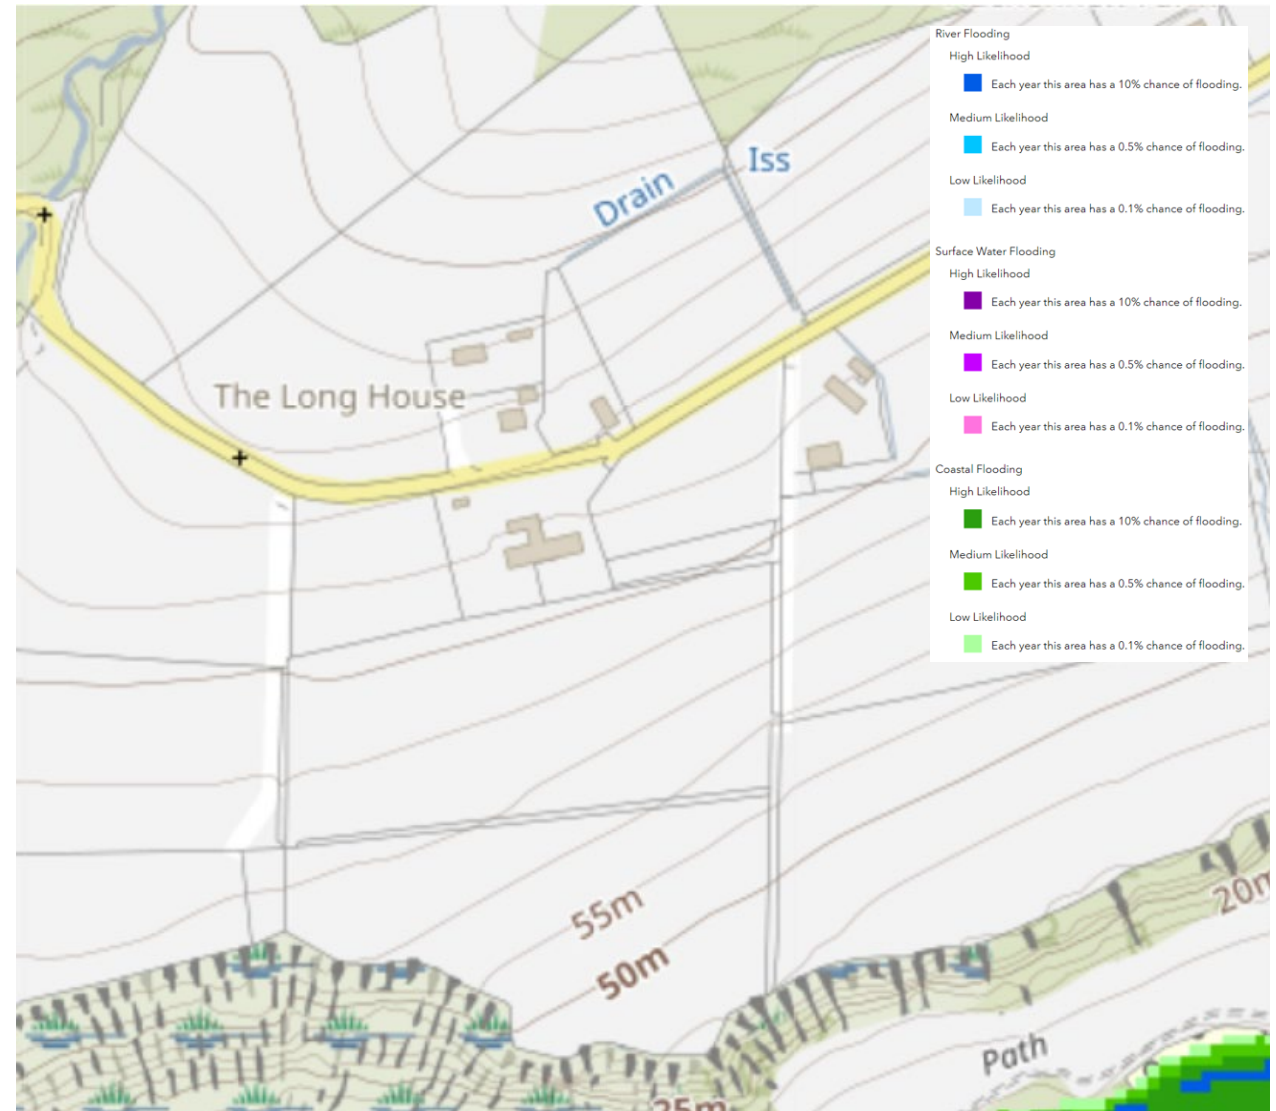 River Flooding
High Likelihood
Each year this area has a 10% chance of flooding.
Medium Likelihood
Each year this area has a 0.5% chance of flooding.
Low Likelihood
Each year this area has a 0.1% chance of flooding.
Surface Water Flooding
High Likelihood
Each year this area has a 10% chance of flooding.
Medium Likelihood
Each year this area has a 0.5% chance of flooding.
Low Likelihood
Each year this area has a 0.1% chance of flooding.
Coastal Flooding
High Likelihood
Each year this area has a 10% chance of flooding.
Medium Likelihood
Each year this area has a 0.5% chance of flooding.
Low Likelihood
Each year this area has a 0.1% chance of flooding.
Iss
Drain
The Long House
55m
50m
20m
Path